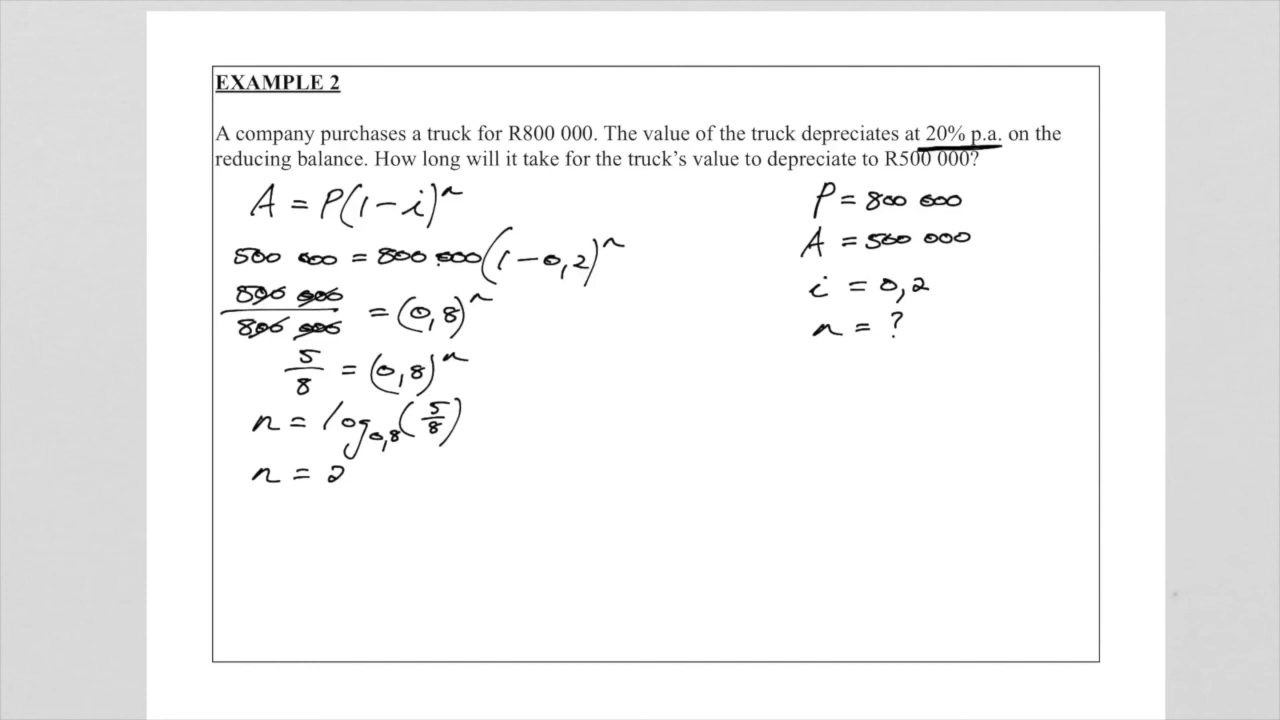 EXAMPLE 2
A company purchases a truck for R800 000. The value of the truck depreciates at 20% p.a. on the
reducing balance. How long will it take for the truck's value to depreciate to R500 000?
A = P(1 - i)^n
500 000 = 800 000(1 - 0,2)^n
500 000 / 800 000 = (0,8)^n
5/8 = (0,8)^n
n = log_0,8(5/8)
n = 2
P = 800 000
A = 500 000
i = 0,2
n = ?